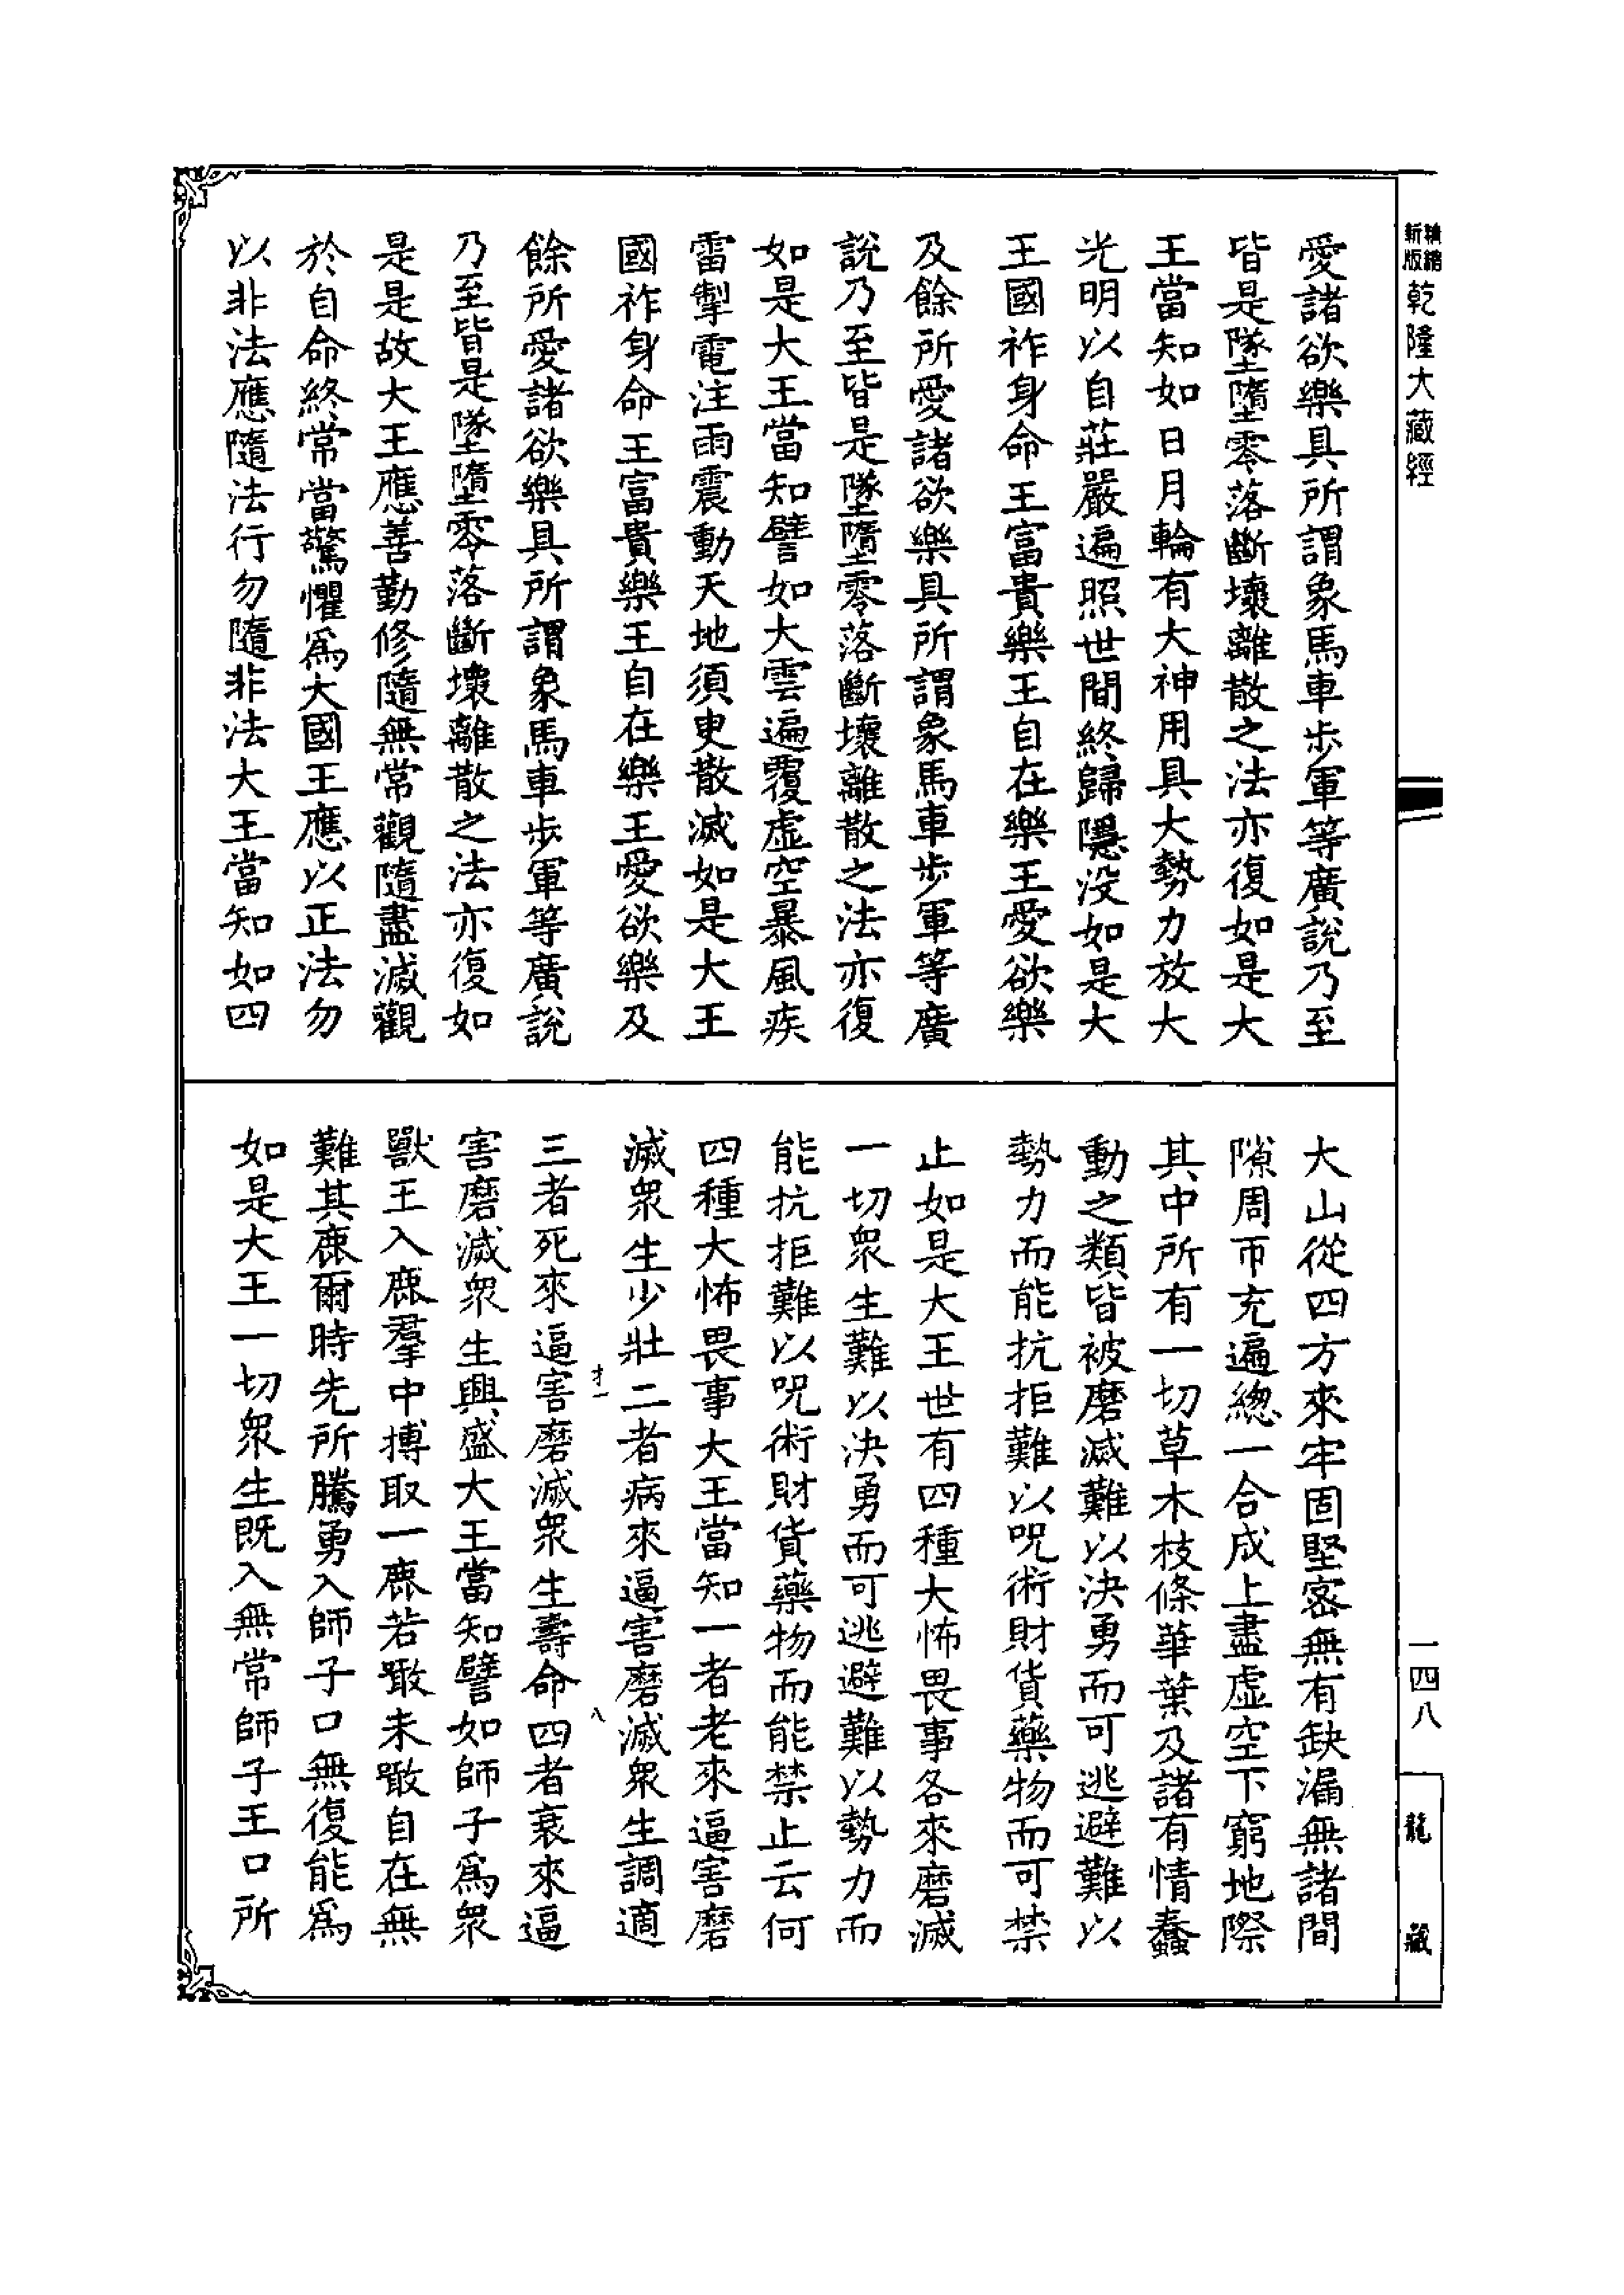 精縮
新版
乾隆大藏經
一四八
龍藏
愛諸欲樂具所謂象馬車步軍等廣說乃至
皆是墜墮零落斷壞離散之法亦復如是大
王當知如日月輪有大神用具大勢力放大
光明以自莊嚴遍照世間終歸隱没如是大
王國祚身命王富貴樂王自在樂王愛欲樂
及餘所愛諸欲樂具所謂象馬車步軍等廣
說乃至皆是墜墮零落斷壞離散之法亦復
如是大王當知譬如大雲遍覆虛空暴風疾
雷掣電注雨震動天地須臾散滅如是大王
國祚身命王富貴樂王自在樂王愛欲樂及
餘所愛諸欲樂具所謂象馬車步軍等廣說
乃至皆是墜墮零落斷壞離散之法亦復如
是是故大王應善勤修隨無常觀隨盡滅觀
於自命終常當驚懼爲大國王應以正法勿
以非法應隨法行勿隨非法大王當知如四
大山從四方來牢固堅密無有缺漏無諸間
隙周帀充遍總一合成上盡虛空下窮地際
其中所有一切草木枝條華葉及諸有情蠢
動之類皆被磨滅難以決勇而可逃避難以
勢力而能抗拒難以呪術財貨藥物而可禁
止如是大王世有四種大怖畏事各來磨滅
一切衆生難以決勇而可逃避難以勢力而
能抗拒難以呪術財貨藥物而能禁止云何
四種大怖畏事大王當知一者老來逼害磨
滅衆生少壯二者病來逼害磨滅衆生調適
才一
八
三者死來逼害磨滅衆生壽命四者衰來逼
害磨滅衆生興盛大王當知譬如師子爲衆
獸王入鹿羣中搏取一鹿若噉未噉自在無
難其鹿爾時先所騰勇入師子口無復能爲
如是大王一切衆生既入無常師子王口所